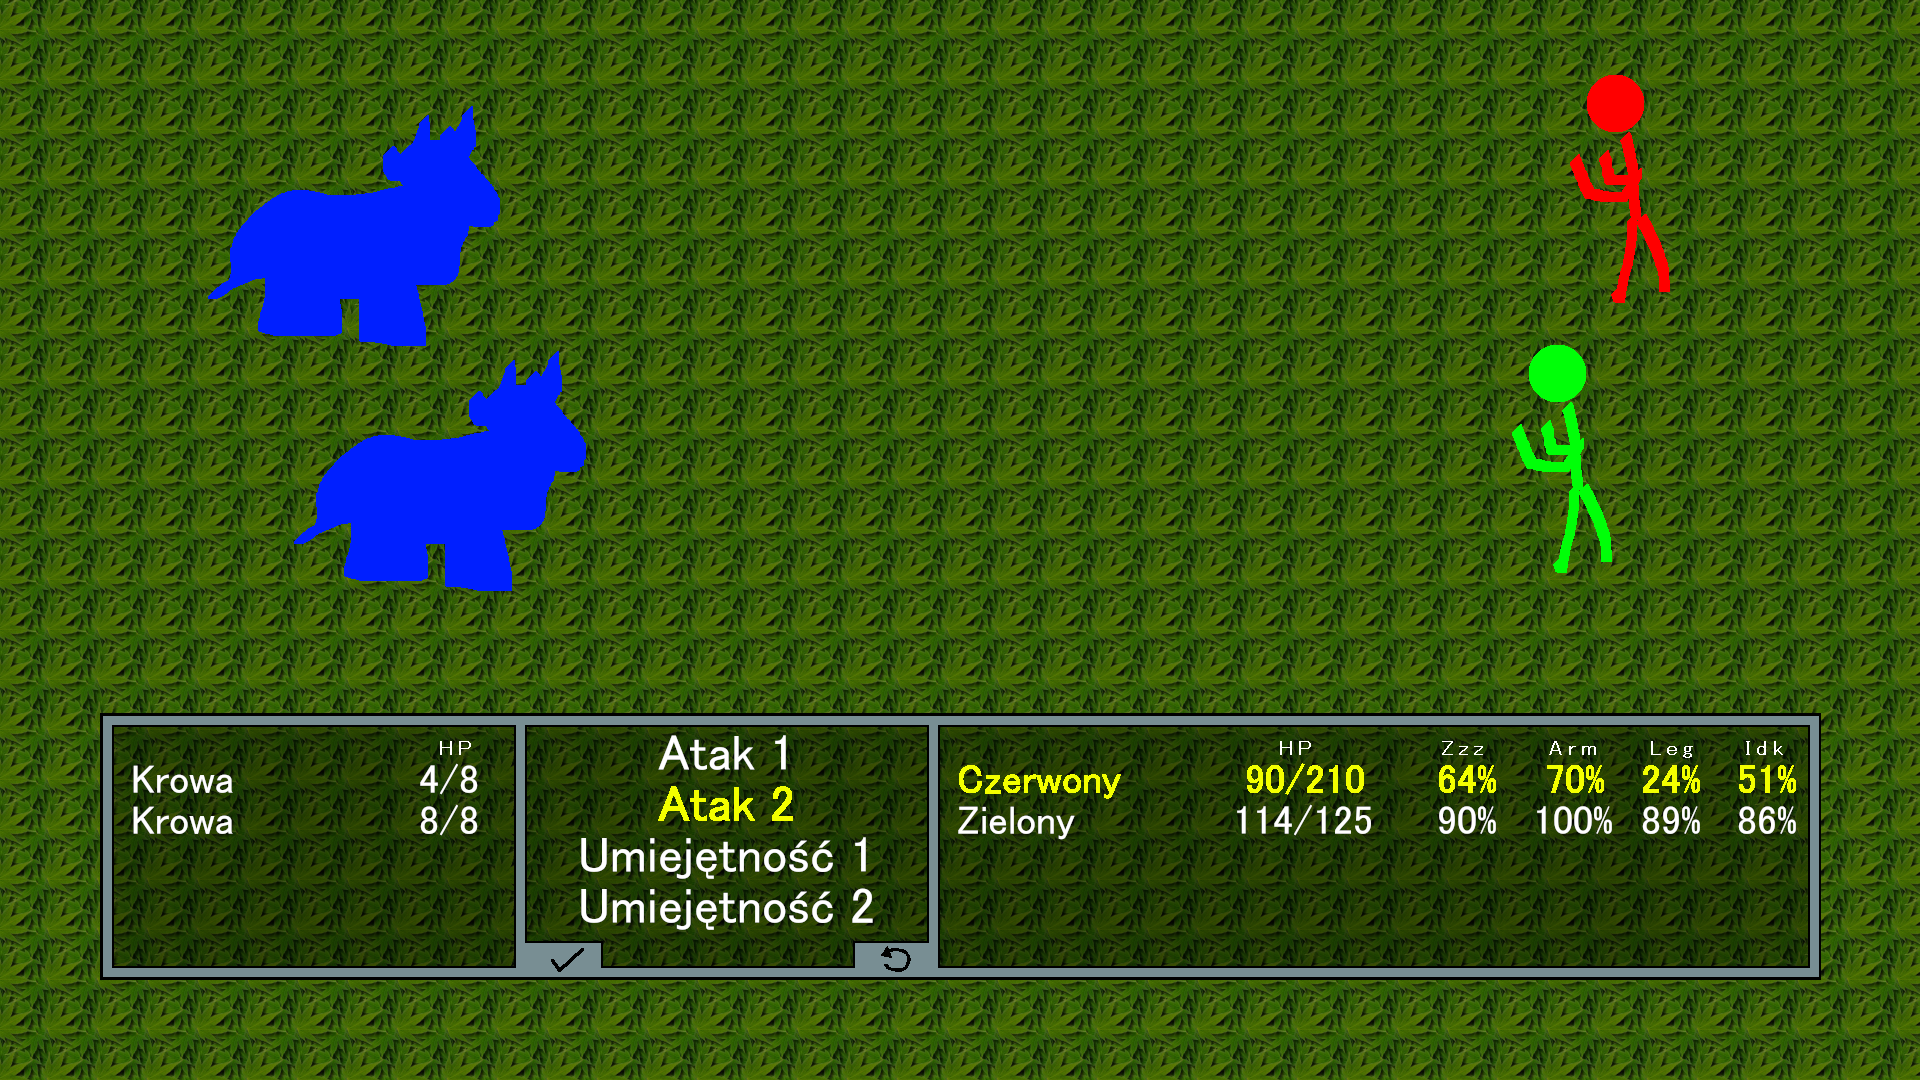 HP
Krowa 4/8
Krowa 8/8
Atak 1
Atak 2
Umiejętność 1
Umiejętność 2
HP Zzz Arm Leg Idk
Czerwony 90/210 64% 70% 24% 51%
Zielony 114/125 90% 100% 89% 86%